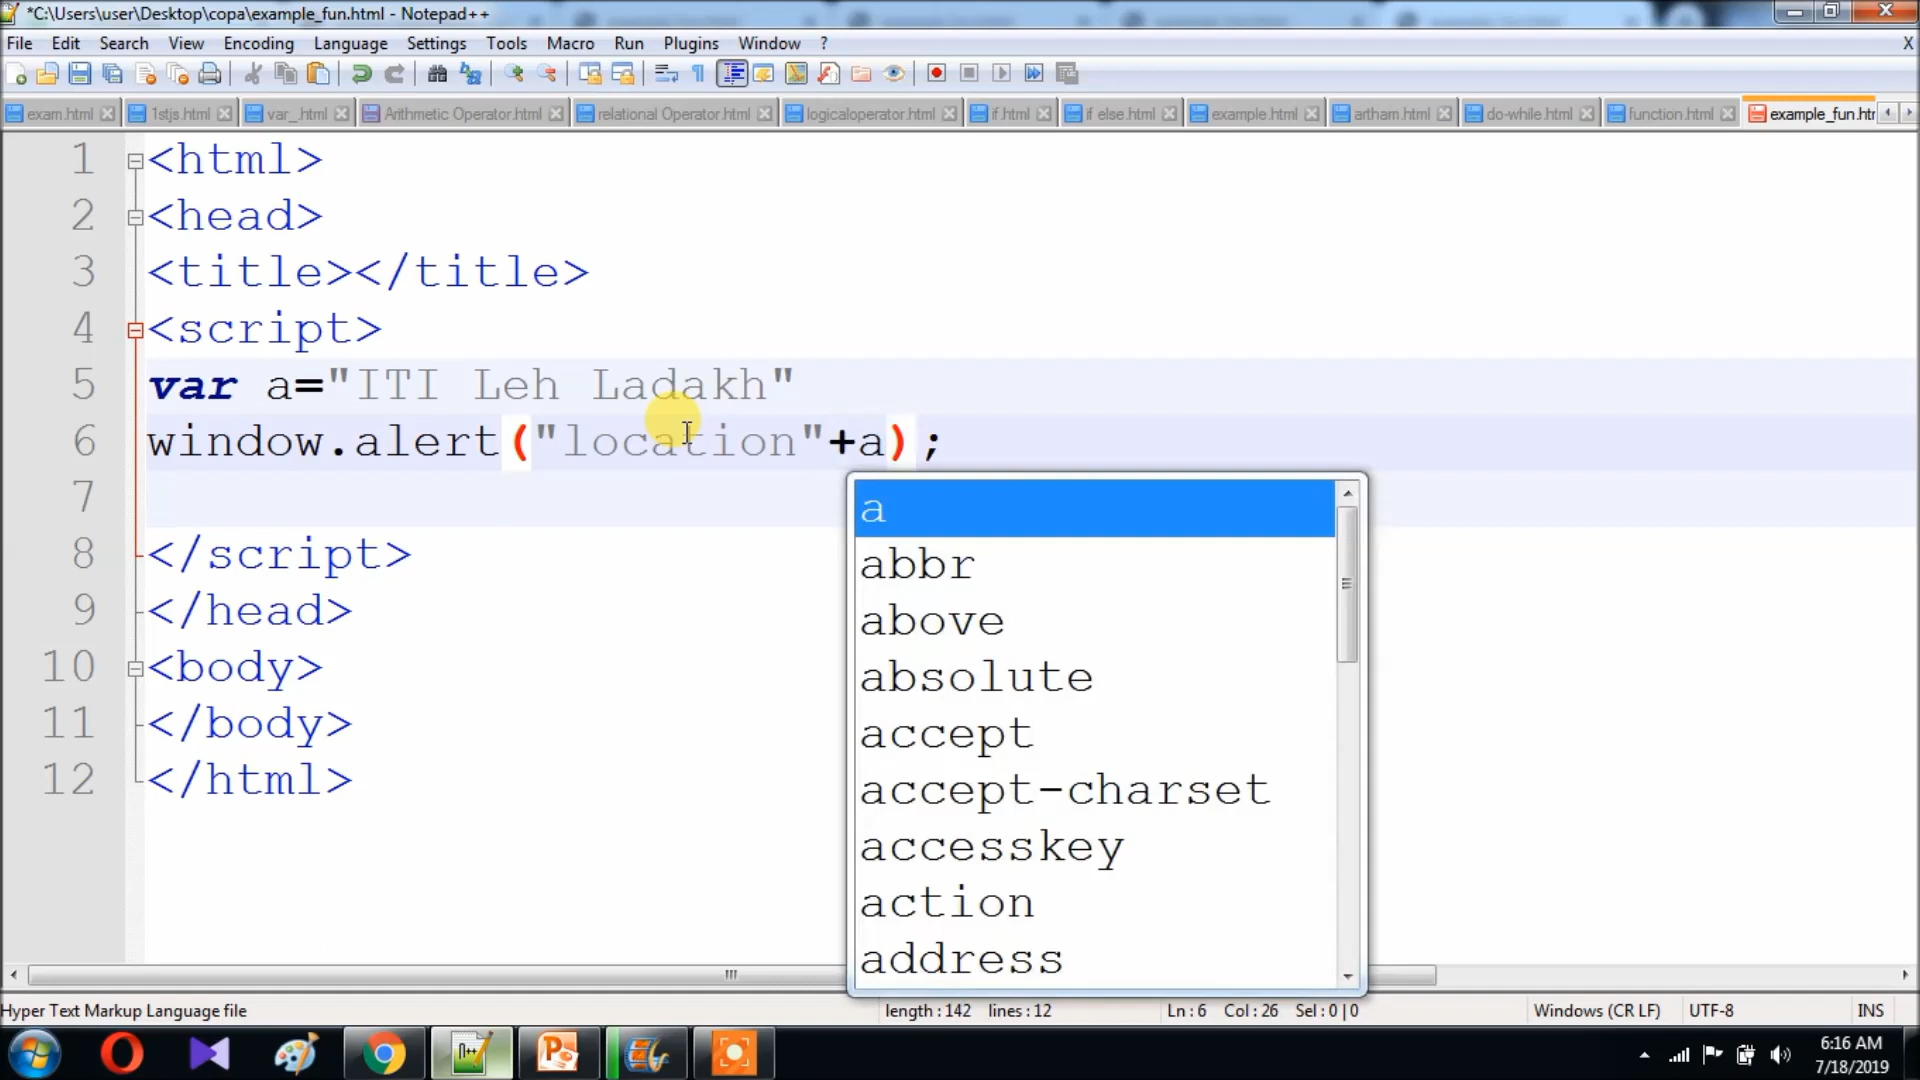 *C:\Users\user\Desktop\copa\example_fun.html - Notepad++
File Edit Search View Encoding Language Settings Tools Macro Run Plugins Window ? X
exam.html 1stjs.html var_.html Arithmetic Operator.html relational Operator.html logicaloperator.html if.html if else.html example.html artham.html do-while.html function.html example_fun.htr
1 <html>
2 <head>
3 <title></title>
4 <script>
5 var a="ITI Leh Ladakh"
6 window.alert("location"+a);
7
8 </script>
9 </head>
10 <body>
11 </body>
12 </html>
a
abbr
above
absolute
accept
accept-charset
accesskey
action
address
Hyper Text Markup Language file length : 142 lines : 12 Ln : 6 Col : 26 Sel : 0 | 0 Windows (CR LF) UTF-8 INS
6:16 AM
7/18/2019